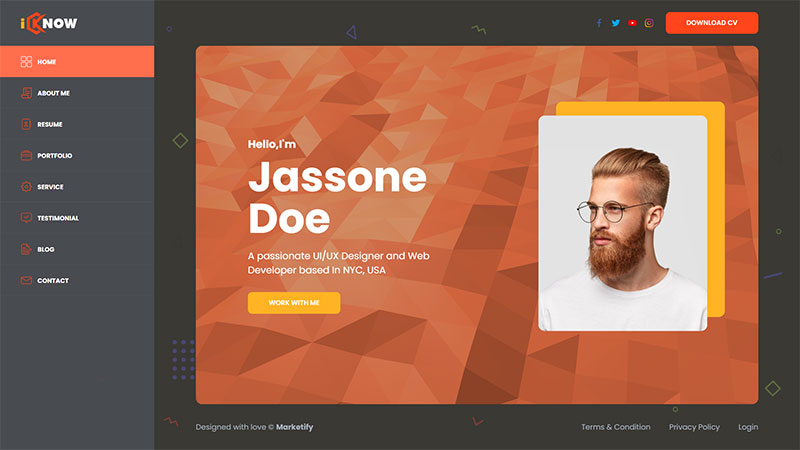 iKNOW
DOWNLOAD CV
HOME
ABOUT ME
RESUME
PORTFOLIO
SERVICE
TESTIMONIAL
BLOG
CONTACT
Hello,I'm
Jassone
Doe
A passionate UI/UX Designer and Web
Developer based In NYC, USA
WORK WITH ME
Designed with love © Marketify
Terms & Condition
Privacy Policy
Login